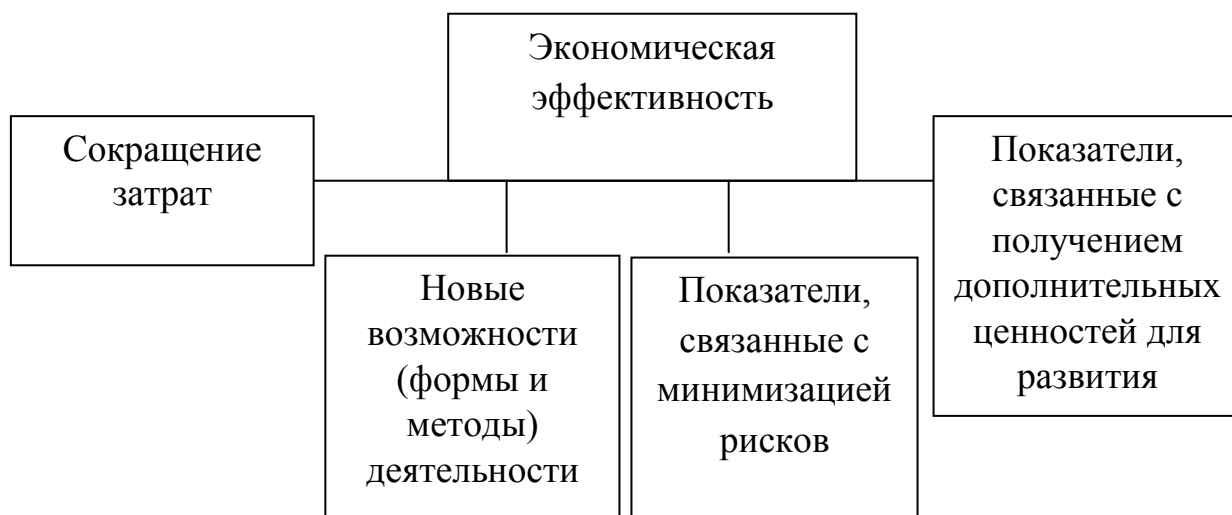 Экономическая
эффективность
Сокращение
затрат
Новые
возможности
(формы и
методы)
деятельности
Показатели,
связанные с
минимизацией
рисков
Показатели,
связанные с
получением
дополнительных
ценностей для
развития